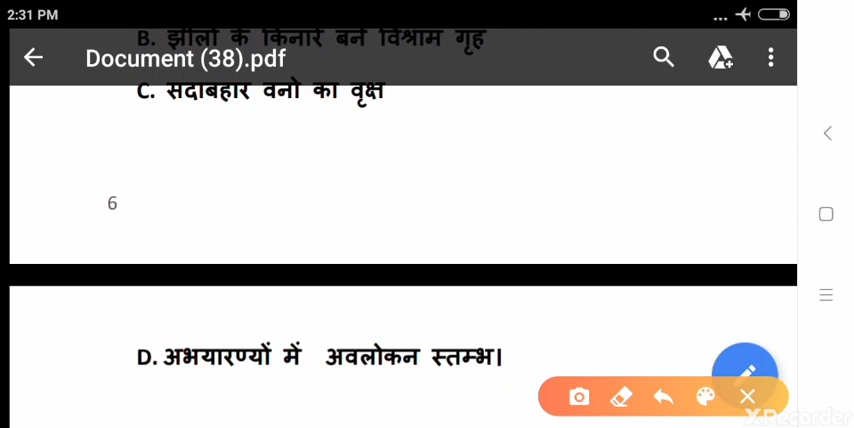 2:31 PM
B. झीलों के किनारे बने विश्राम गृह
Document (38).pdf
C. सदाबहार वनो का वृक्ष
6
D. अभयारण्यों में अवलोकन स्तम्भ।
XRecorder